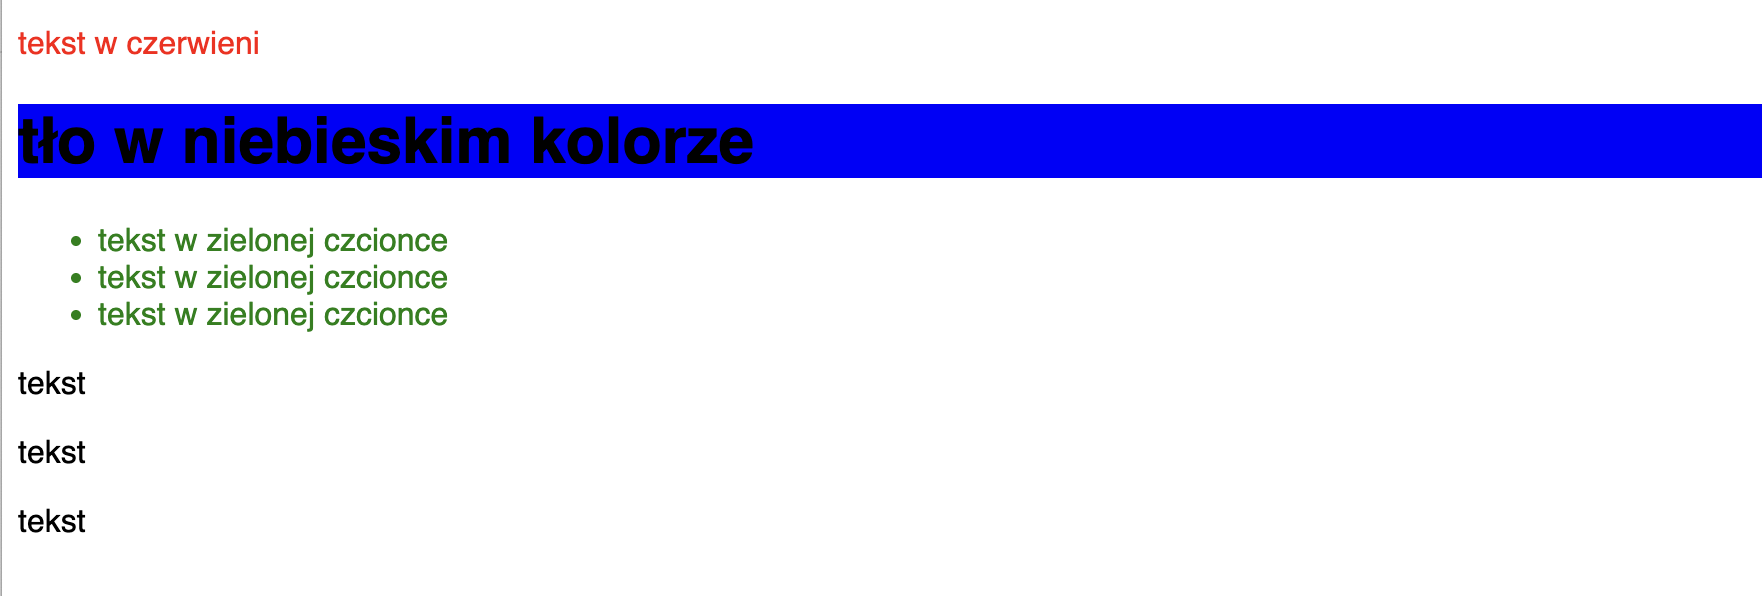 tekst w czerwieni
tło w niebieskim kolorze
tekst w zielonej czcionce
tekst w zielonej czcionce
tekst w zielonej czcionce
tekst
tekst
tekst